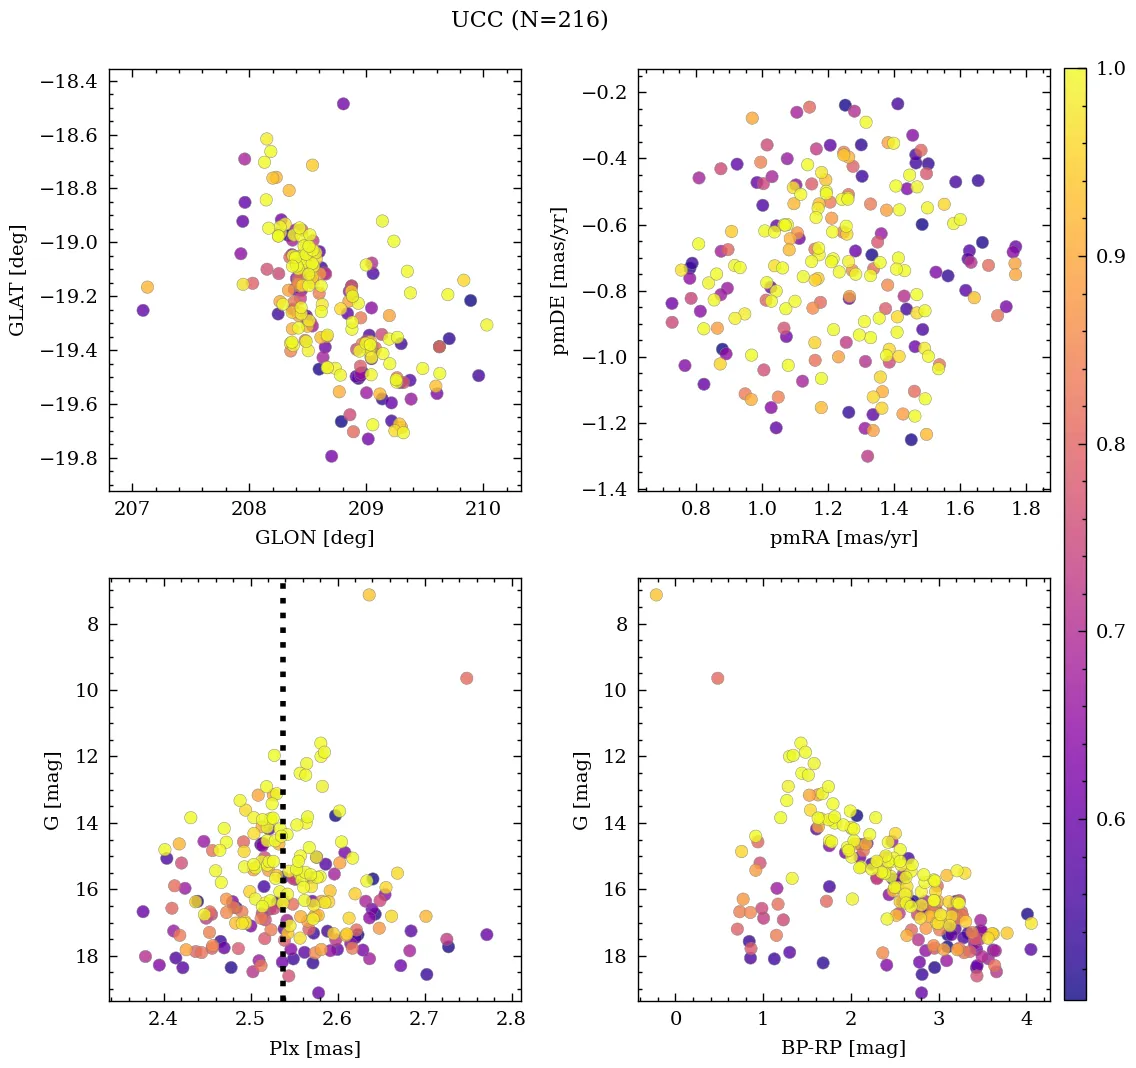 UCC (N=216)
−18.4
−18.6
−18.8
−19.0
−19.2
−19.4
−19.6
−19.8
GLAT [deg]
207 208 209 210
GLON [deg]
−0.2
−0.4
−0.6
−0.8
−1.0
−1.2
−1.4
pmDE [mas/yr]
0.8 1.0 1.2 1.4 1.6 1.8
pmRA [mas/yr]
8
10
12
14
16
18
G [mag]
2.4 2.5 2.6 2.7 2.8
Plx [mas]
8
10
12
14
16
18
G [mag]
0 1 2 3 4
BP-RP [mag]
1.0
0.9
0.8
0.7
0.6